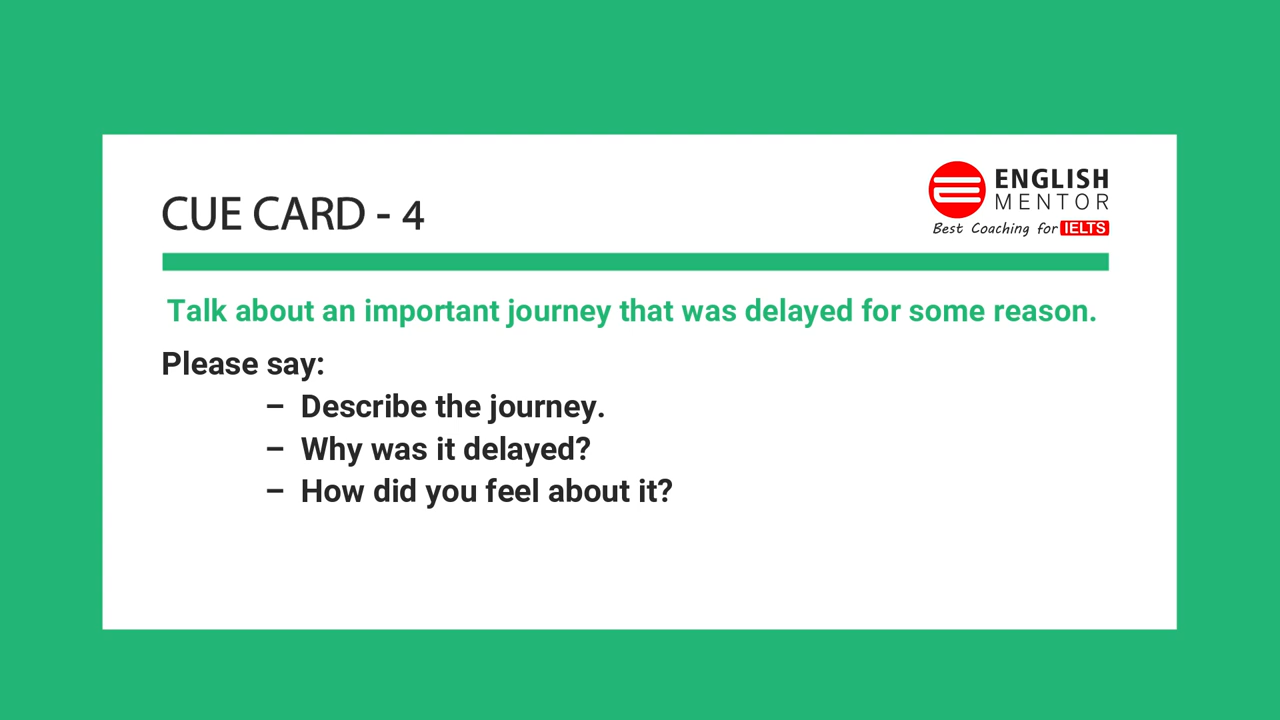 ENGLISH
MENTOR
Best Coaching for IELTS
CUE CARD - 4
Talk about an important journey that was delayed for some reason.
Please say:
– Describe the journey.
– Why was it delayed?
– How did you feel about it?